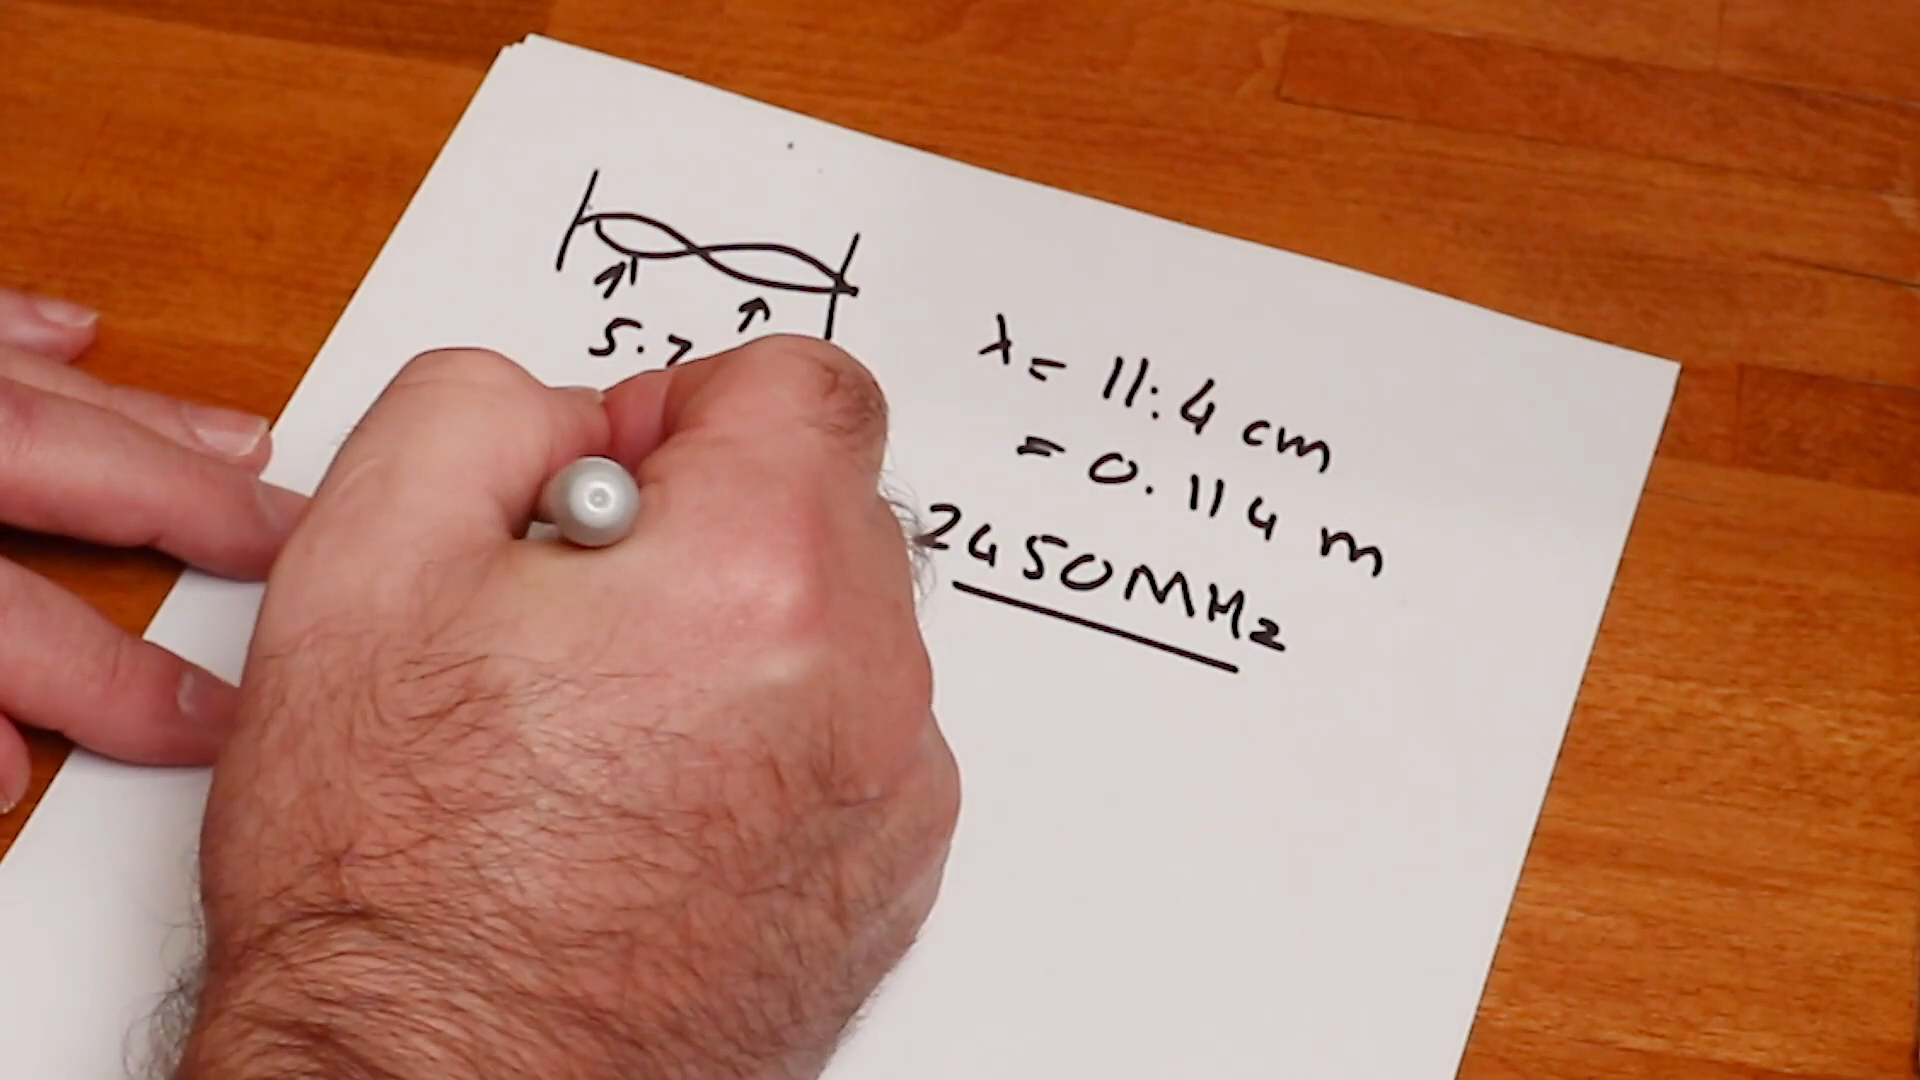 5.7
λ = 11.4 cm
= 0.114 m
2450MHz